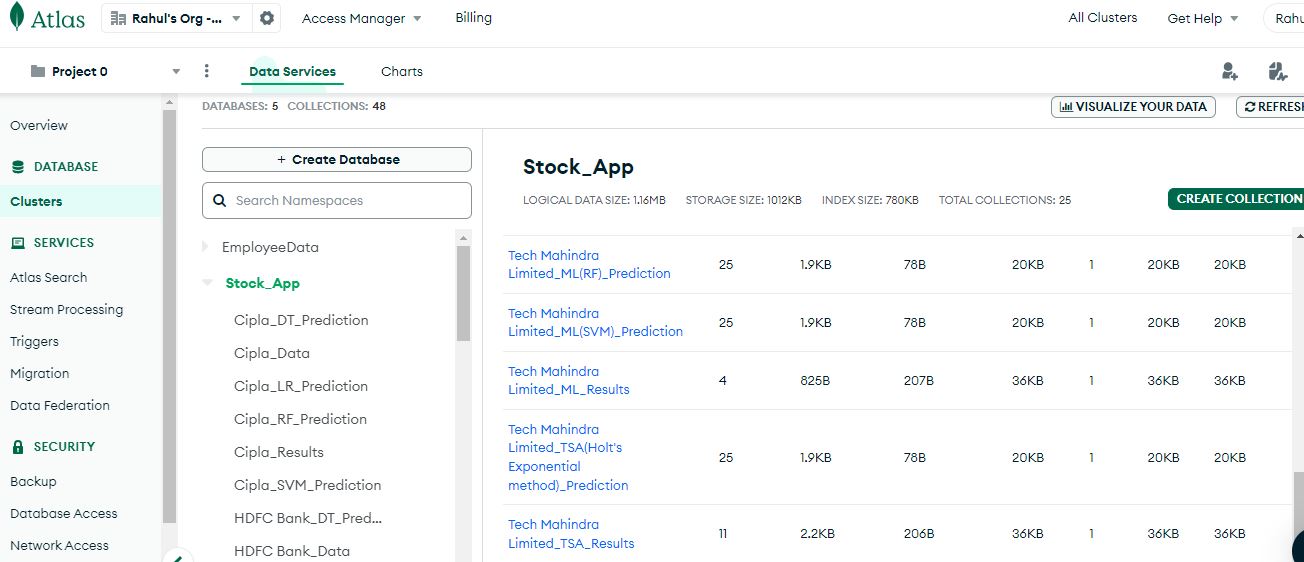 Atlas
Rahul's Org -...
Access Manager
Billing
All Clusters
Get Help
Project 0
Data Services
Charts
DATABASES: 5 COLLECTIONS: 48
VISUALIZE YOUR DATA
Overview
DATABASE
Clusters
SERVICES
Atlas Search
Stream Processing
Triggers
Migration
Data Federation
SECURITY
Backup
Database Access
Network Access
+ Create Database
Search Namespaces
EmployeeData
Stock_App
Cipla_DT_Prediction
Cipla_Data
Cipla_LR_Prediction
Cipla_RF_Prediction
Cipla_Results
Cipla_SVM_Prediction
HDFC Bank_DT_Pred...
HDFC Bank_Data
Stock_App
LOGICAL DATA SIZE: 1.16MB STORAGE SIZE: 1012KB INDEX SIZE: 780KB TOTAL COLLECTIONS: 25
CREATE COLLECTION
Tech Mahindra
Limited_ML(RF)_Prediction 25 1.9KB 78B 20KB 1 20KB 20KB
Tech Mahindra
Limited_ML(SVM)_Prediction 25 1.9KB 78B 20KB 1 20KB 20KB
Tech Mahindra
Limited_ML_Results 4 825B 207B 36KB 1 36KB 36KB
Tech Mahindra
Limited_TSA(Holt's
Exponential
method)_Prediction 25 1.9KB 78B 20KB 1 20KB 20KB
Tech Mahindra
Limited_TSA_Results 11 2.2KB 206B 36KB 1 36KB 36KB